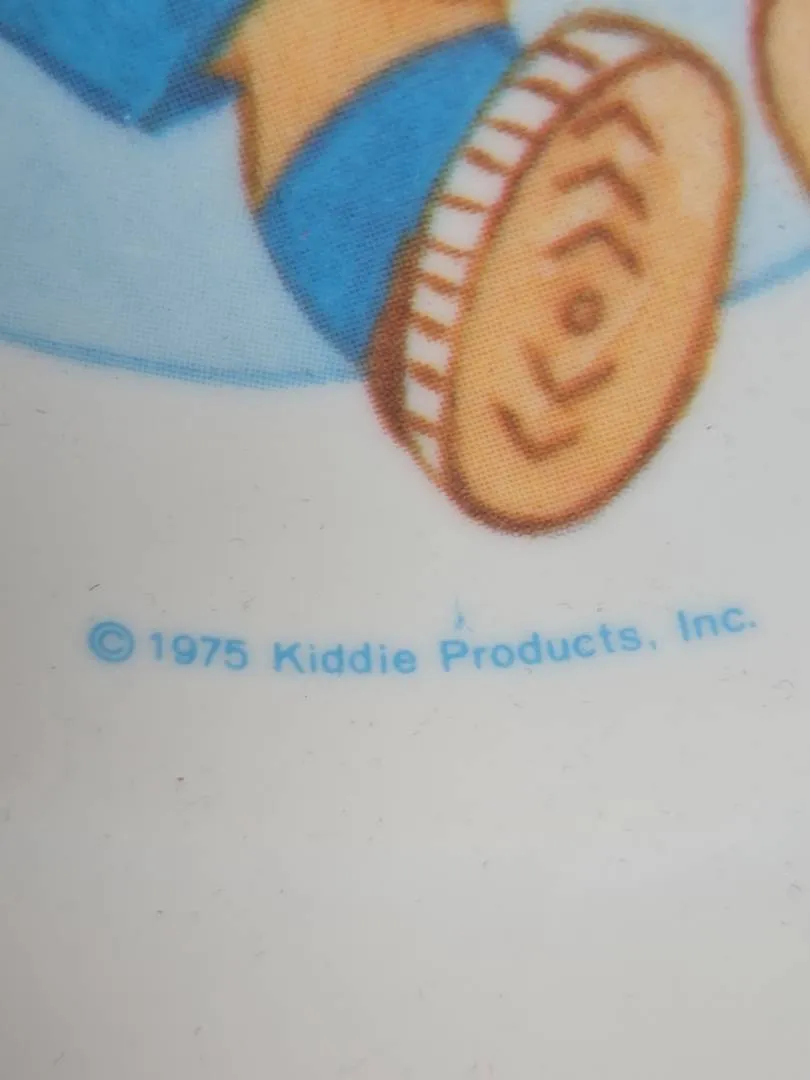 © 1975 Kiddie Products, Inc.